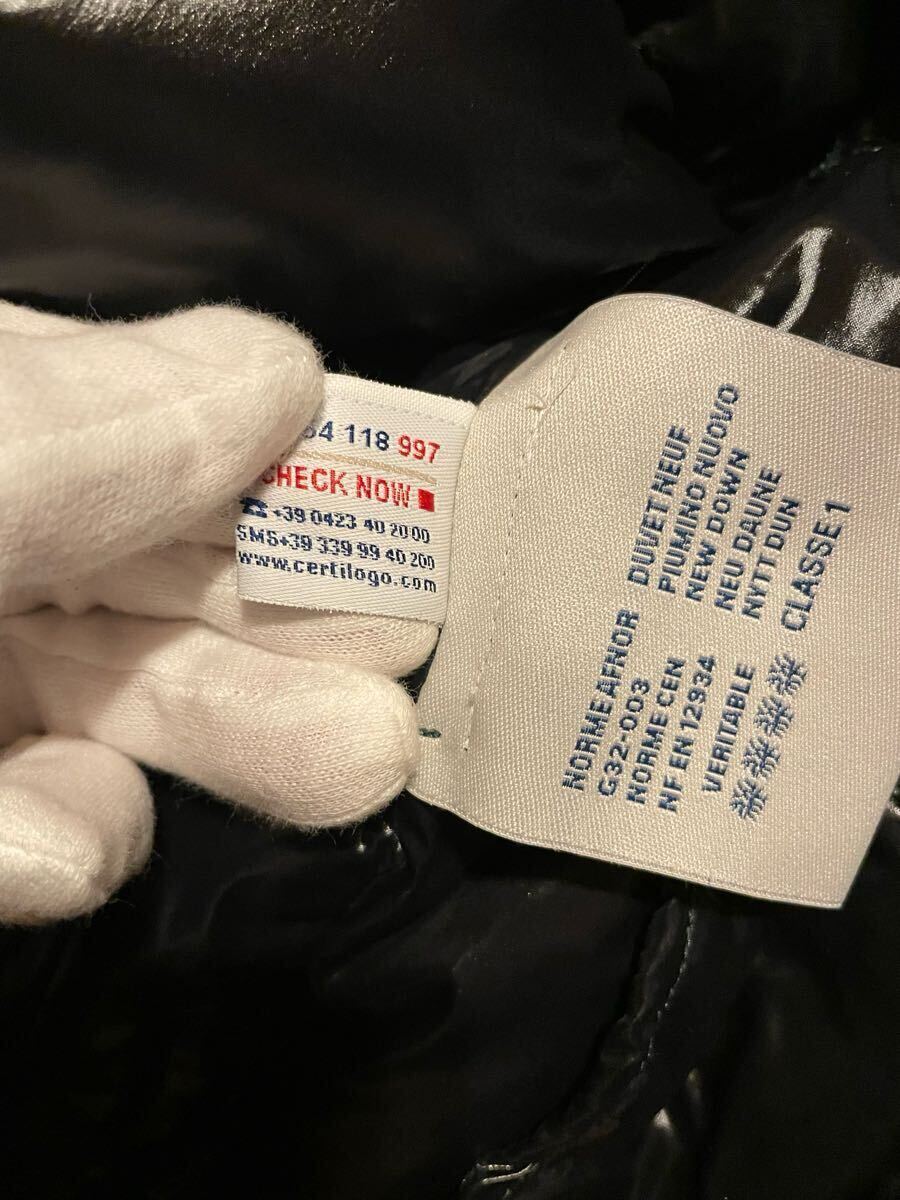 118 997
CHECK NOW
☎ +39 0423 40 20 00
SMS+39 339 99 40 200
www.certilogo.com
NORME AFNOR
G32-003
NORME CEN
NF EN 12934
VERITABLE
DUVET NEUF
PIUMINO NUOVO
NEW DOWN
NEU DAUNE
NYTT DUN
CLASSE 1